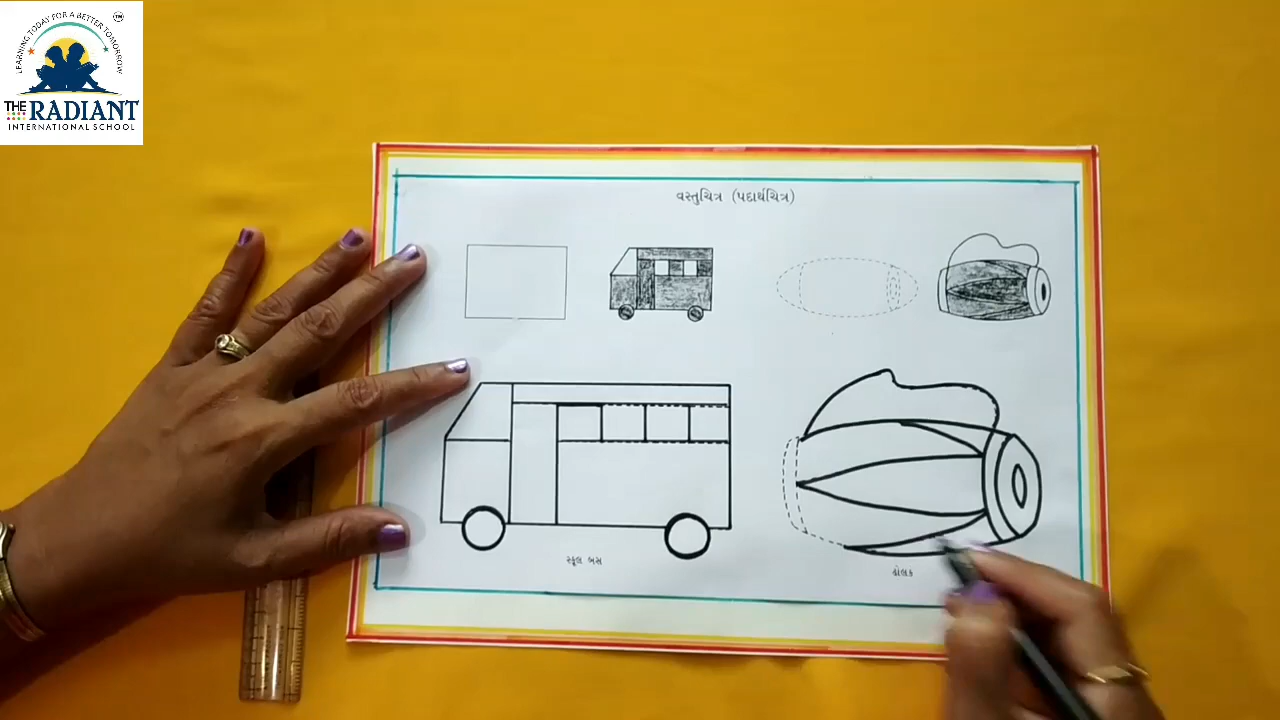 LEARNING TODAY FOR A BETTER TOMORROW
TM
THE RADIANT
INTERNATIONAL SCHOOL
વસ્તુચિત્ર (પદાર્થચિત્ર)
સ્કૂલ બસ
ઢોલક